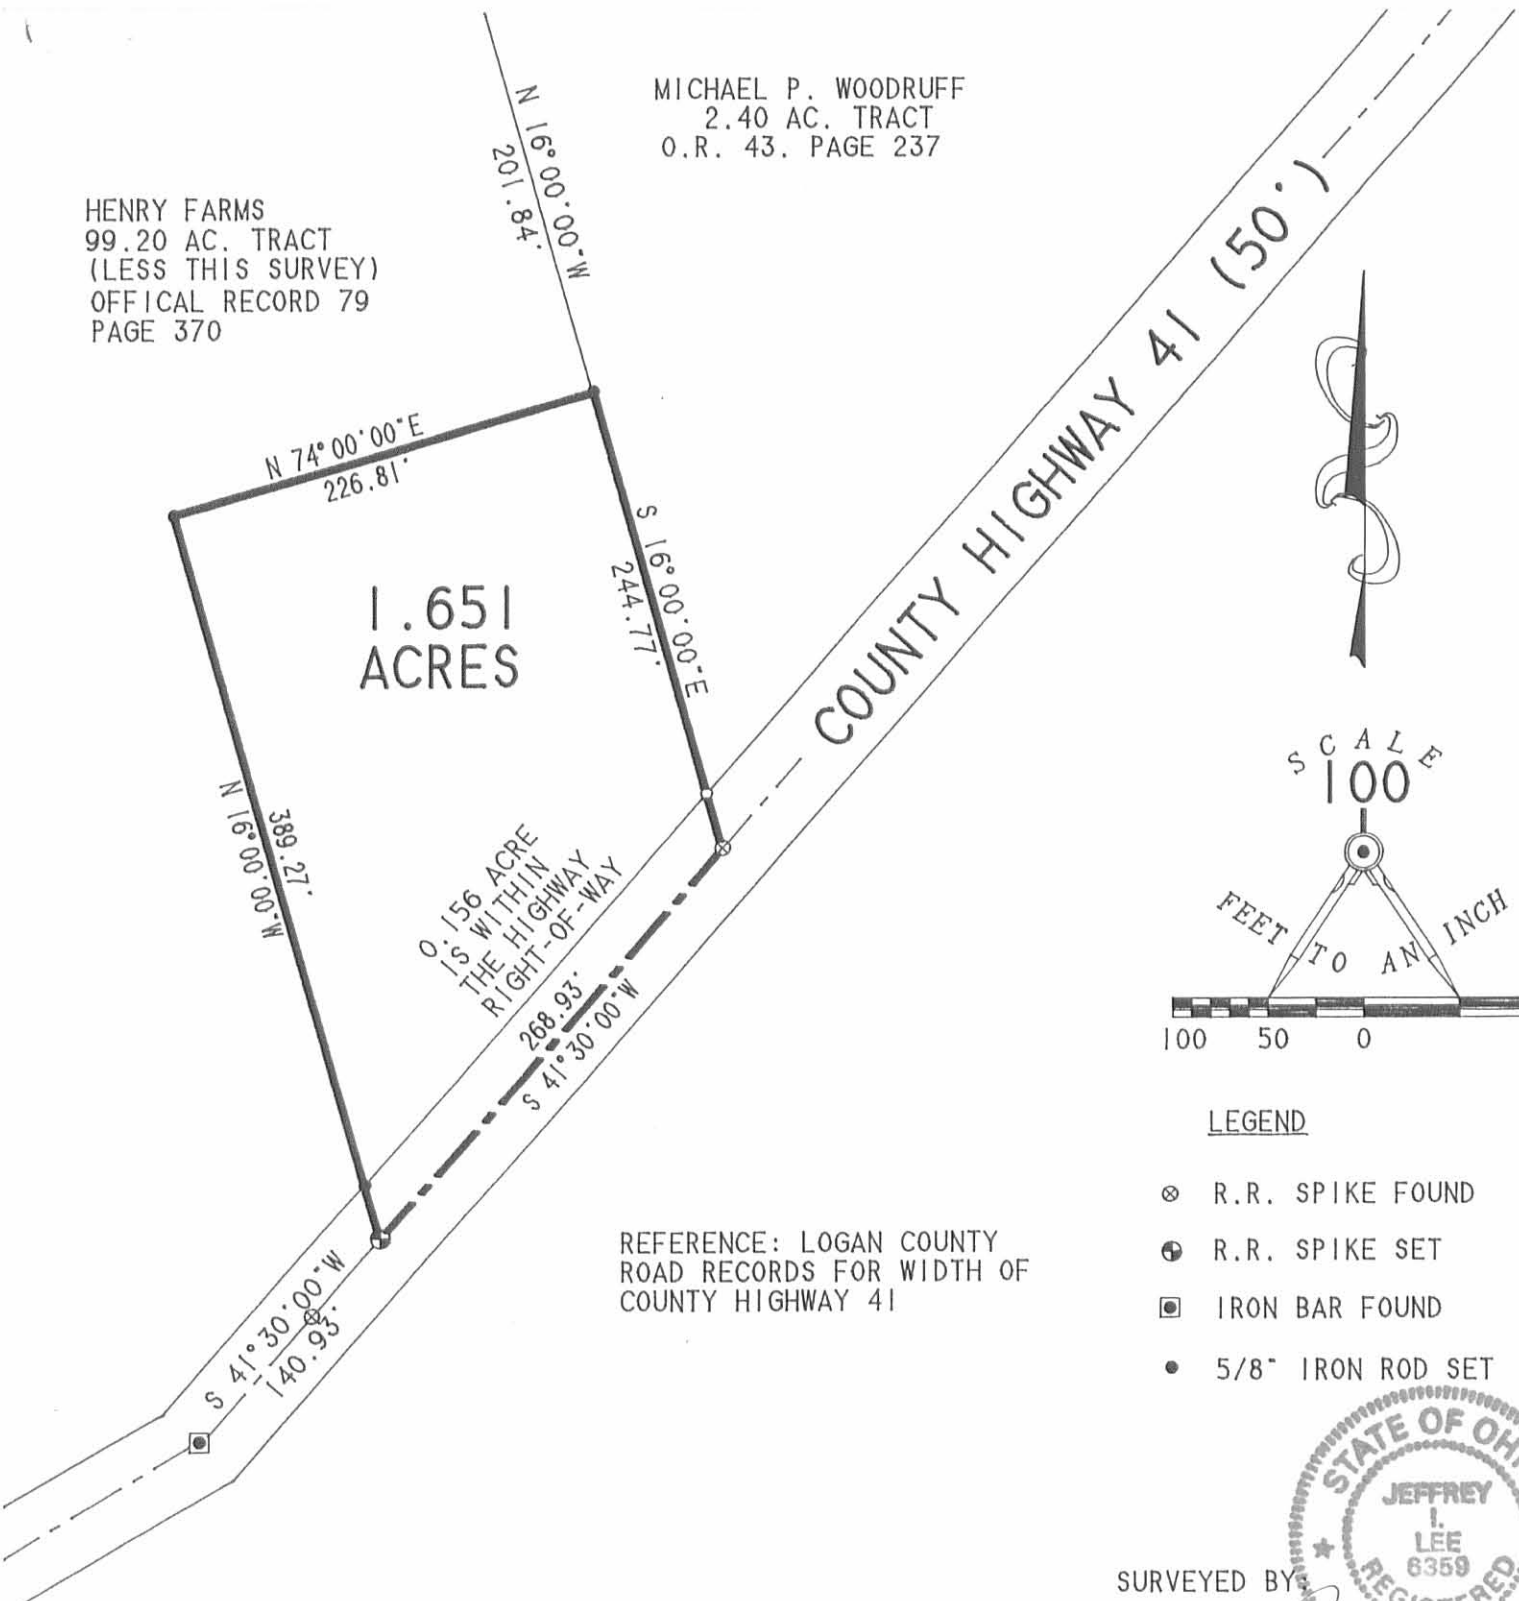 MICHAEL P. WOODRUFF
2.40 AC. TRACT
O.R. 43. PAGE 237
N 16°00'00"W
201.84'
HENRY FARMS
99.20 AC. TRACT
(LESS THIS SURVEY)
OFFICAL RECORD 79
PAGE 370
COUNTY HIGHWAY 41 (50')
N 74°00'00"E
226.81'
S 16°00'00"E
244.77'
1.651
ACRES
389.27'
N 16°00'00"W
0.156 ACRE
IS WITHIN
THE HIGHWAY
RIGHT-OF-WAY
268.93'
S 41°30'00"W
SCALE
100
FEET TO AN INCH
100 50 0
LEGEND
R.R. SPIKE FOUND
R.R. SPIKE SET
IRON BAR FOUND
5/8" IRON ROD SET
REFERENCE: LOGAN COUNTY
ROAD RECORDS FOR WIDTH OF
COUNTY HIGHWAY 41
S 41°30'00"W
140.93'
STATE OF OH
JEFFREY
I.
LEE
6359
REGISTERED
SURVEYED BY: